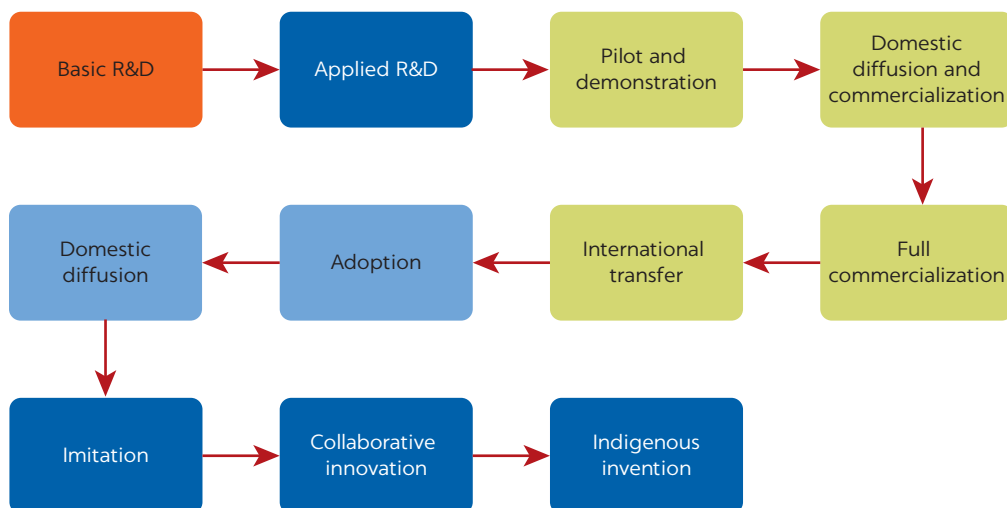 Basic R&D
Applied R&D
Pilot and
demonstration
Domestic
diffusion and
commercialization
Full
commercialization
International
transfer
Adoption
Domestic
diffusion
Imitation
Collaborative
innovation
Indigenous
invention